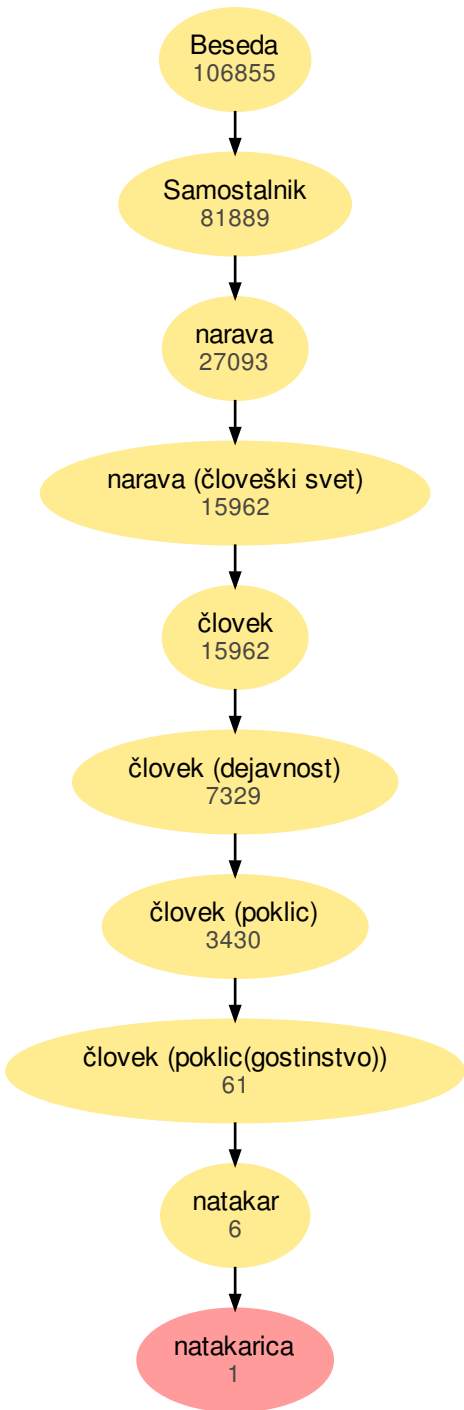 Beseda
106855
Samostalnik
81889
narava
27093
narava (človeški svet)
15962
človek
15962
človek (dejavnost)
7329
človek (poklic)
3430
človek (poklic(gostinstvo))
61
natakar
6
natakarica
1